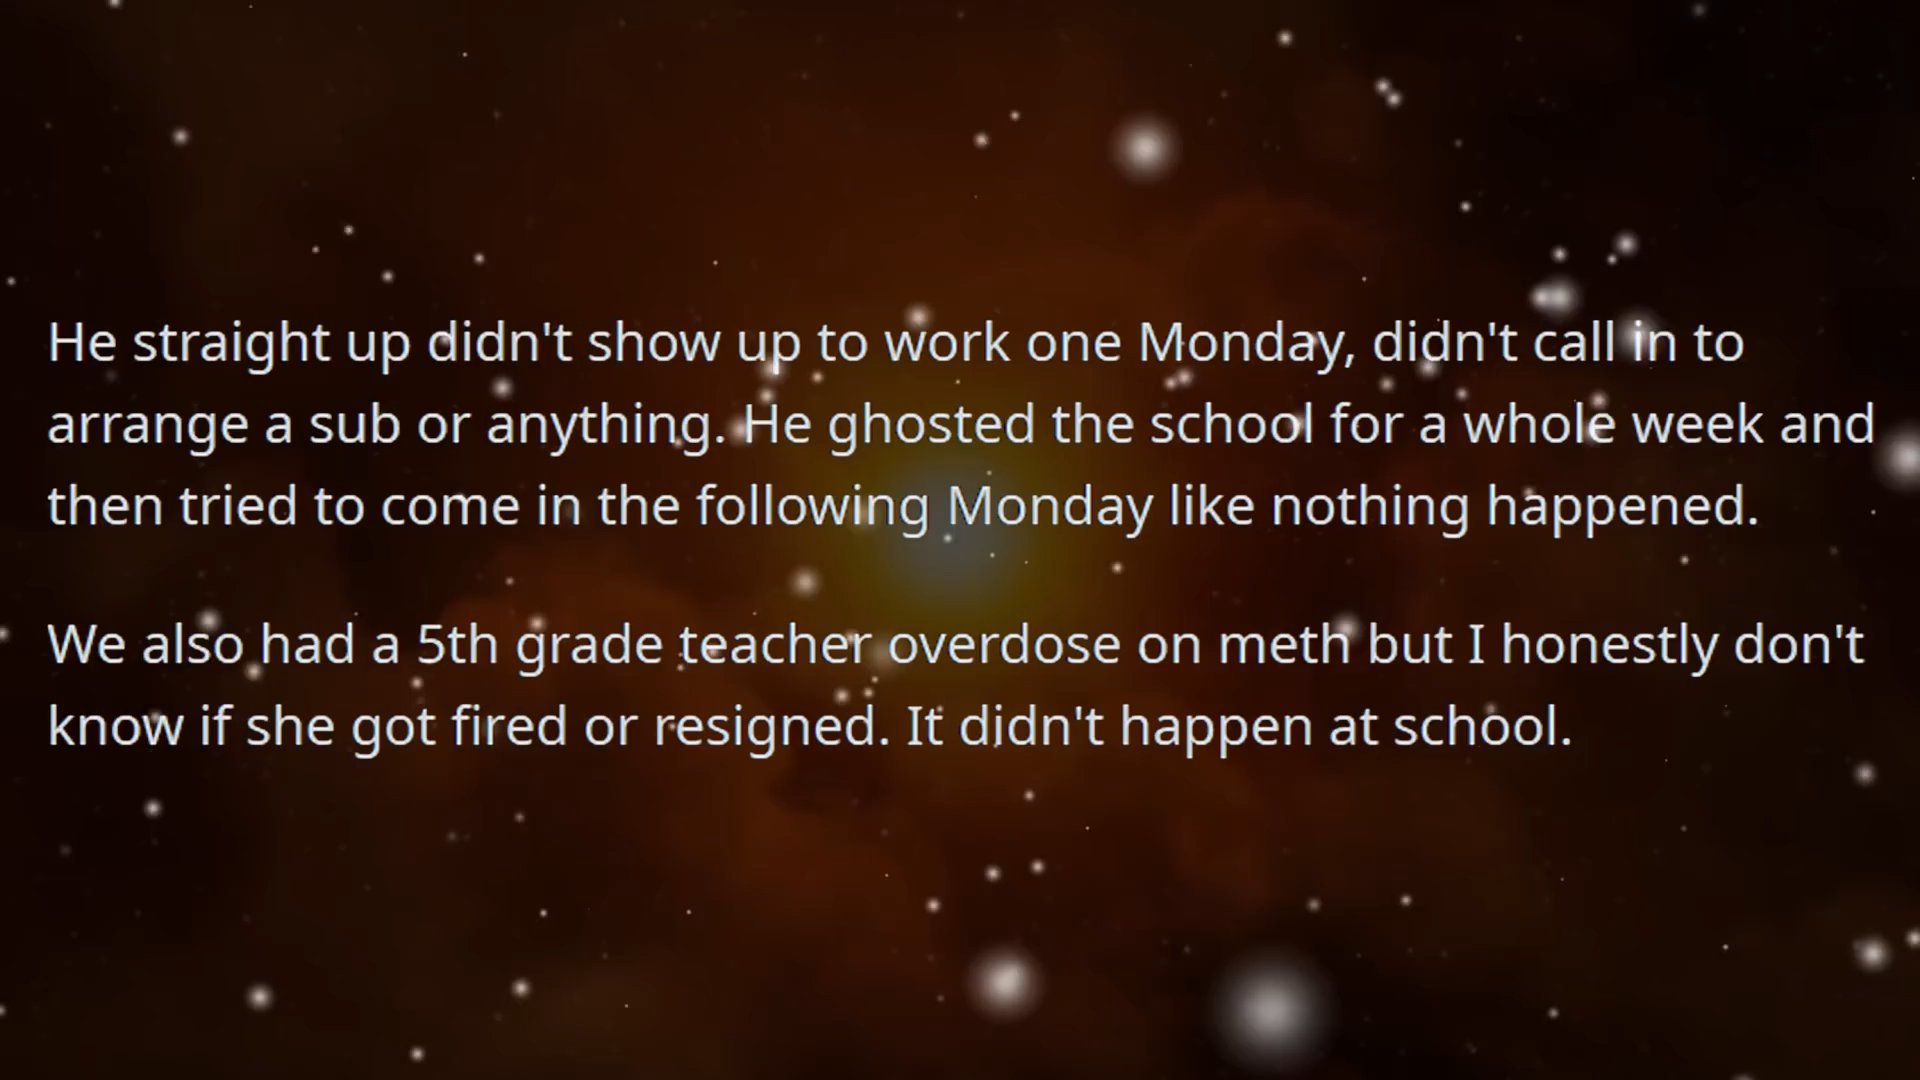 He straight up didn't show up to work one Monday, didn't call in to
arrange a sub or anything. He ghosted the school for a whole week and
then tried to come in the following Monday like nothing happened.
We also had a 5th grade teacher overdose on meth but I honestly don't
know if she got fired or resigned. It didn't happen at school.